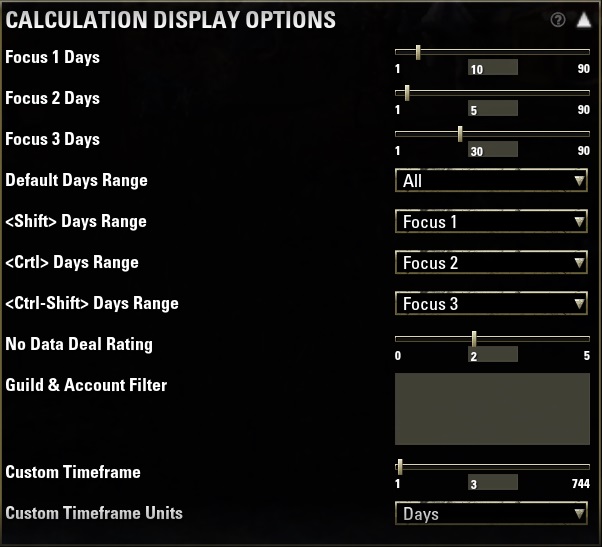 CALCULATION DISPLAY OPTIONS ?
Focus 1 Days
1 10 90
Focus 2 Days
1 5 90
Focus 3 Days
1 30 90
Default Days Range All
<Shift> Days Range Focus 1
<Crtl> Days Range Focus 2
<Ctrl-Shift> Days Range Focus 3
No Data Deal Rating
0 2 5
Guild & Account Filter
Custom Timeframe
1 3 744
Custom Timeframe Units Days